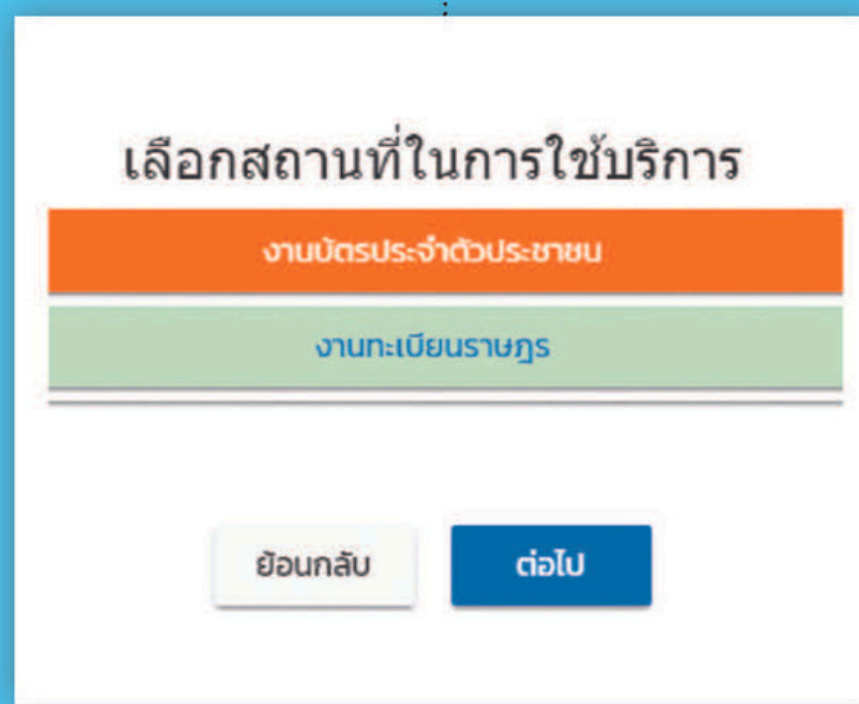 เลือกสถานที่ในการใช้บริการ
งานบัตรประจำตัวประชาชน
งานทะเบียนราษฎร
ย้อนกลับ
ต่อไป